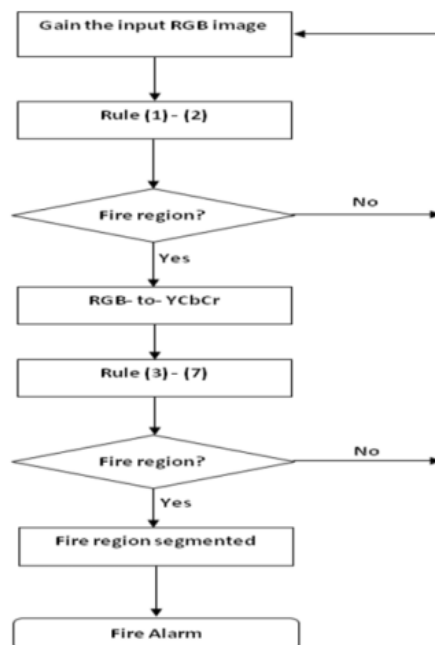 Gain the input RGB image
Rule (1) - (2)
Fire region?
No
Yes
RGB- to- YCbCr
Rule (3) - (7)
Fire region?
No
Yes
Fire region segmented
Fire Alarm